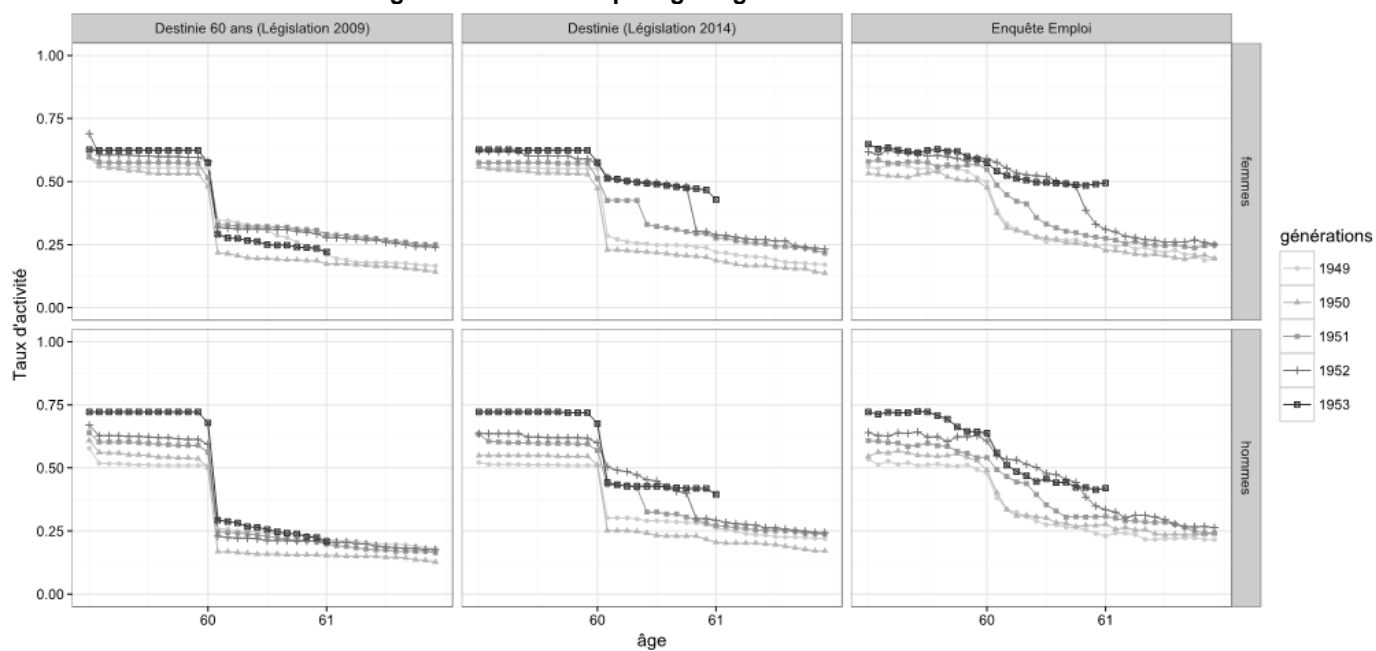 Destinie 60 ans (Législation 2009) Destinie (Législation 2014) Enquête Emploi
Taux d'activité
1.00
0.75
0.50
0.25
0.00
femmes
1.00
0.75
0.50
0.25
0.00
hommes
60 61 60 61 60 61
âge
générations
1949
1950
1951
1952
1953